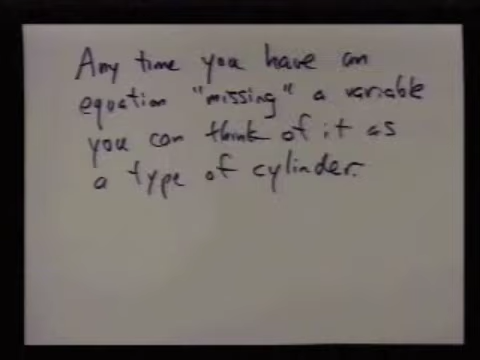 Any time you have an
equation "missing" a variable
you can think of it as
a type of cylinder.